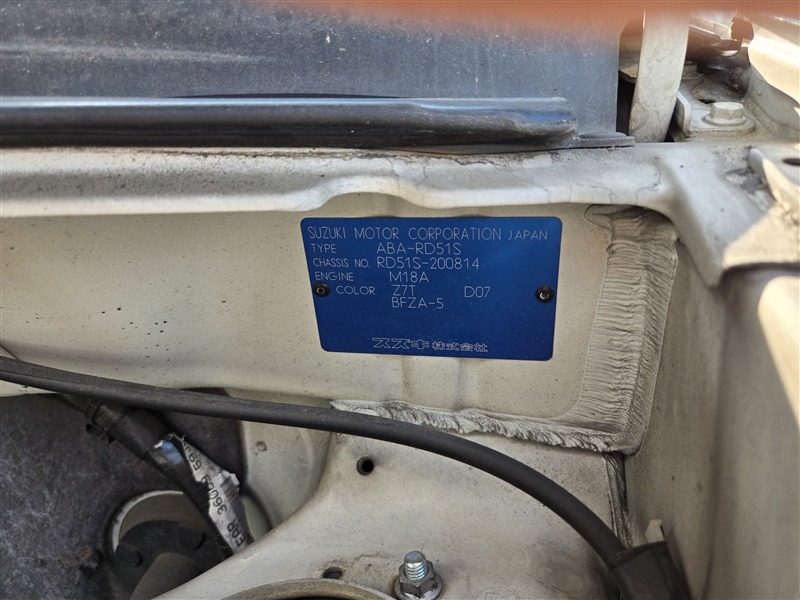 SUZUKI MOTOR CORPORATION JAPAN
TYPE ABA-RD51S
CHASSIS NO. RD51S-200814
ENGINE M18A
COLOR Z7T D07
BFZA-5
スズキ株式会社